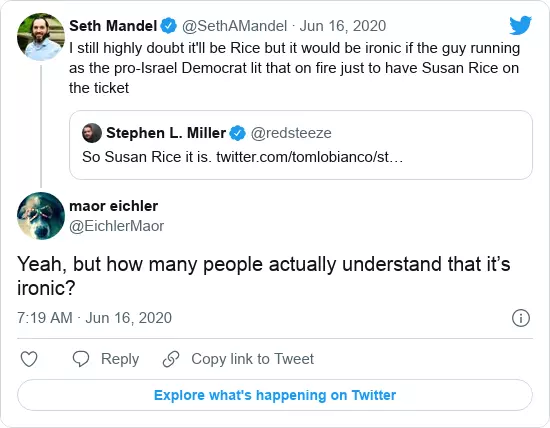 Seth Mandel @SethAMandel · Jun 16, 2020
I still highly doubt it'll be Rice but it would be ironic if the guy running
as the pro-Israel Democrat lit that on fire just to have Susan Rice on
the ticket
Stephen L. Miller @redsteeze
So Susan Rice it is. twitter.com/tomlobianco/st…
maor eichler
@EichlerMaor
Yeah, but how many people actually understand that it’s
ironic?
7:19 AM · Jun 16, 2020
Reply Copy link to Tweet
Explore what's happening on Twitter